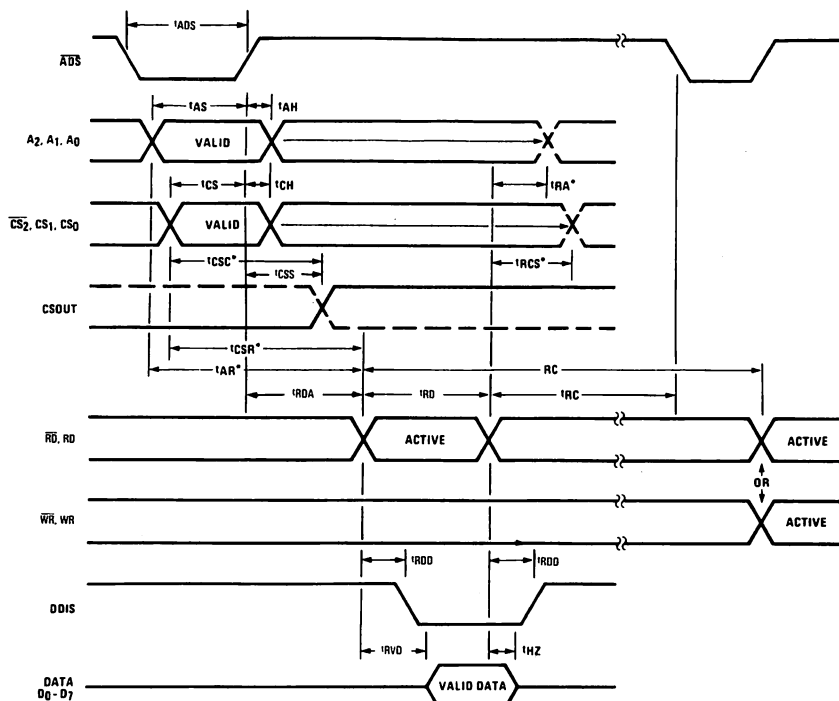 tADS
ADS
tAS
tAH
A2, A1, A0
VALID
tCS
tCH
tRA*
CS2, CS1, CS0
VALID
tCSC*
tCSS
tRCS*
CSOUT
tCSR*
tAR*
RC
tRDA
tRD
tRC
RD, RD
ACTIVE
ACTIVE
OR
WR, WR
ACTIVE
tRDD
tRDD
DDIS
tRVD
tHZ
DATA
D0 - D7
VALID DATA